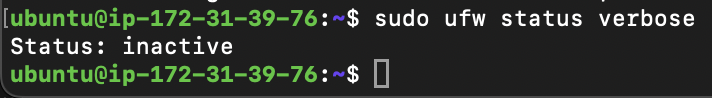 [ubuntu@ip-172-31-39-76:~$ sudo ufw status verbose
Status: inactive
ubuntu@ip-172-31-39-76:~$